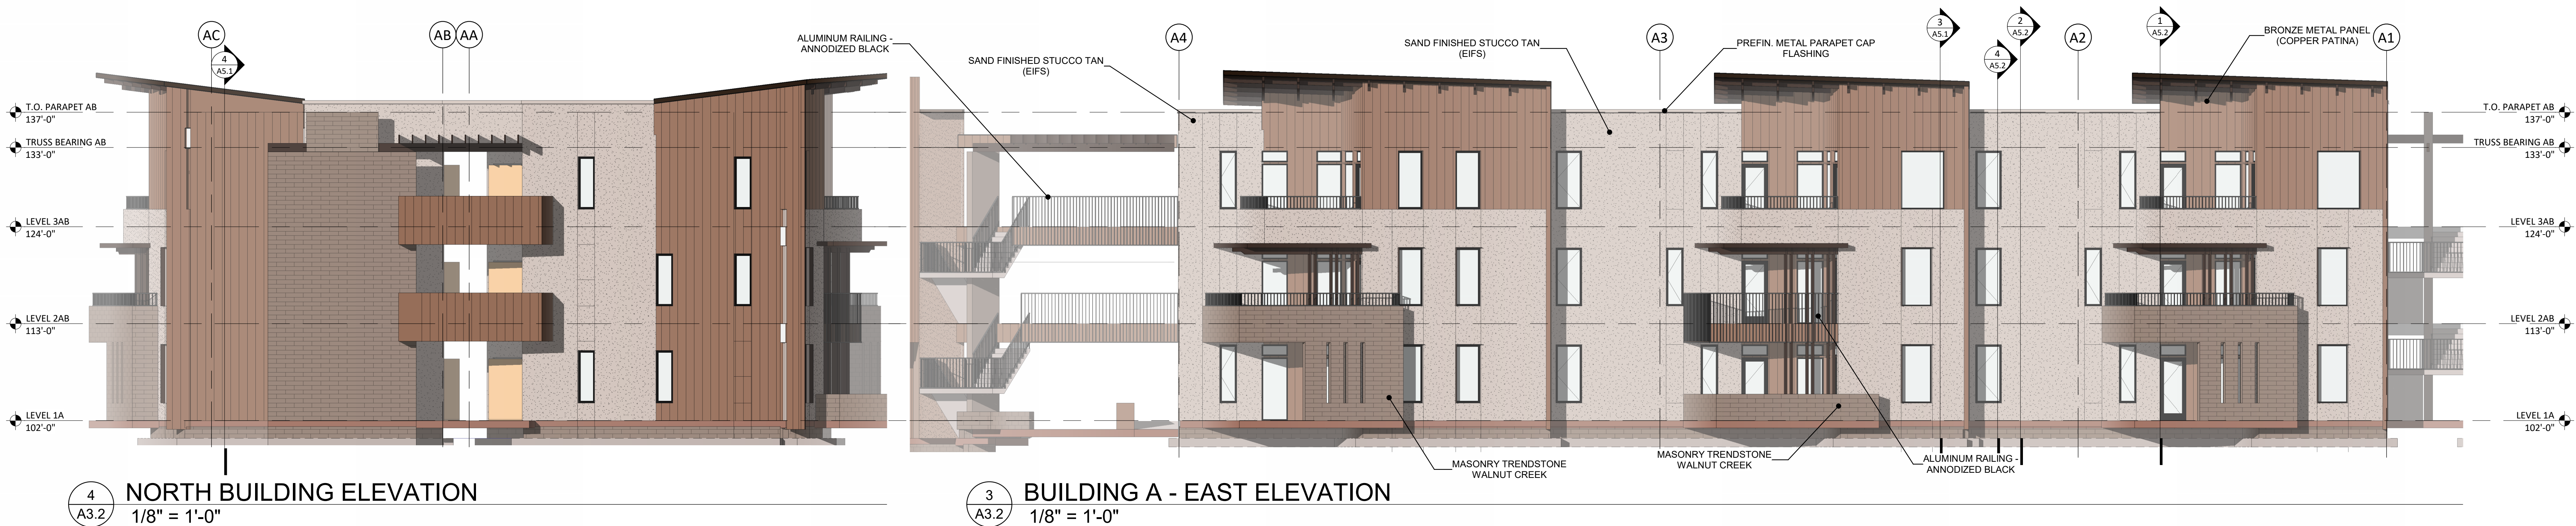 AC
4
A5.1
AB
AA
T.O. PARAPET AB
137'-0"
TRUSS BEARING AB
133'-0"
LEVEL 3AB
124'-0"
LEVEL 2AB
113'-0"
LEVEL 1A
102'-0"
4
A3.2
NORTH BUILDING ELEVATION
1/8" = 1'-0"
ALUMINUM RAILING -
ANNODIZED BLACK
SAND FINISHED STUCCO TAN
(EIFS)
A4
SAND FINISHED STUCCO TAN
(EIFS)
A3
PREFIN. METAL PARAPET CAP
FLASHING
3
A5.1
4
A5.2
2
A5.2
A2
1
A5.2
BRONZE METAL PANEL
(COPPER PATINA)
A1
T.O. PARAPET AB
137'-0"
TRUSS BEARING AB
133'-0"
LEVEL 3AB
124'-0"
LEVEL 2AB
113'-0"
LEVEL 1A
102'-0"
MASONRY TRENDSTONE
WALNUT CREEK
MASONRY TRENDSTONE
WALNUT CREEK
ALUMINUM RAILING -
ANNODIZED BLACK
3
A3.2
BUILDING A - EAST ELEVATION
1/8" = 1'-0"